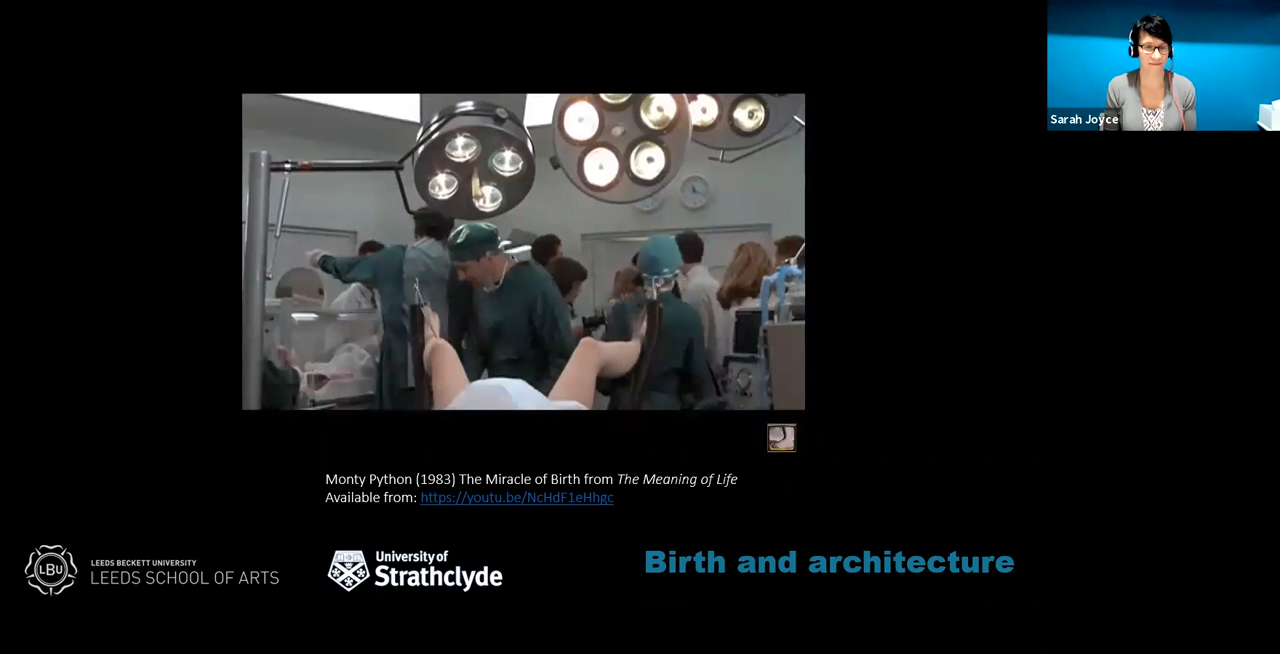 Sarah Joyce
Monty Python (1983) The Miracle of Birth from The Meaning of Life
Available from: https://youtu.be/NcHdF1eHhgc
LBU
LEEDS BECKETT UNIVERSITY
LEEDS SCHOOL OF ARTS
University of
Strathclyde
Birth and architecture